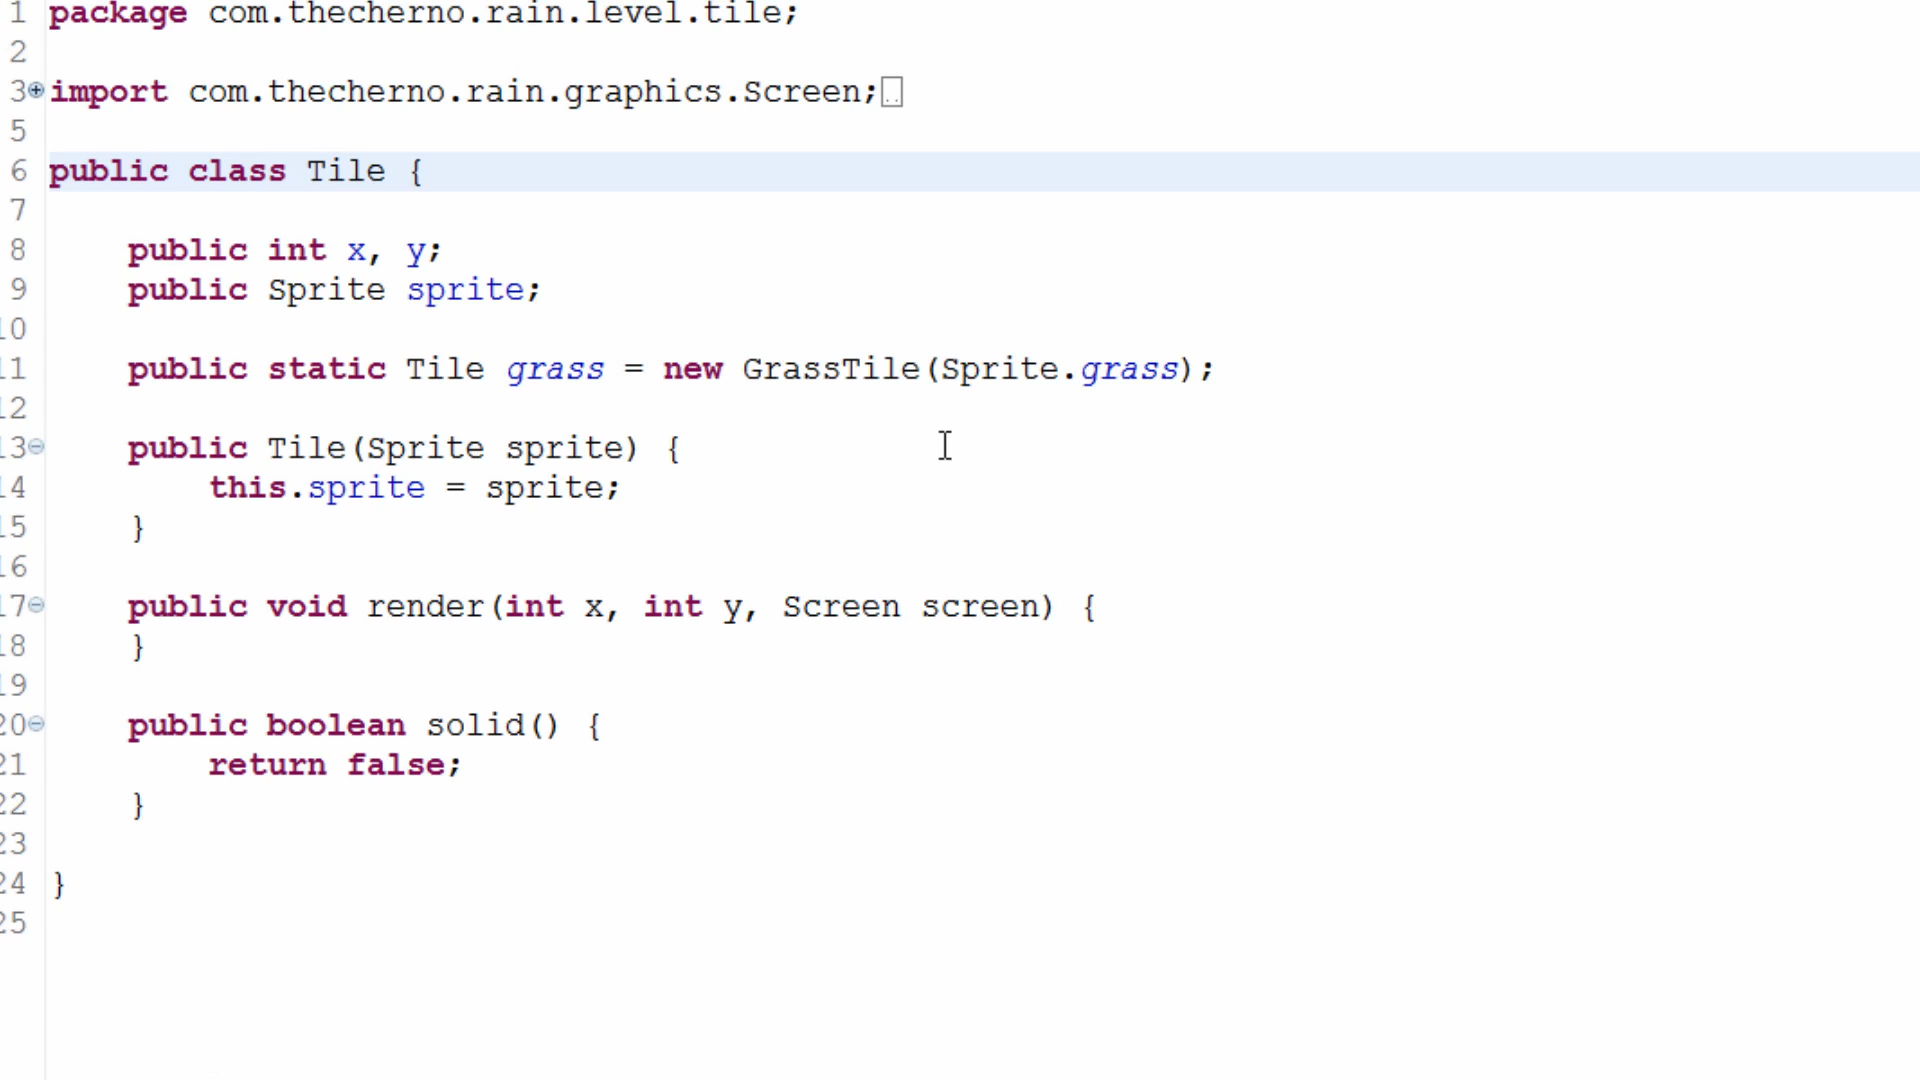 1 package com.thecherno.rain.level.tile;
2
3 import com.thecherno.rain.graphics.Screen;
5
6 public class Tile {
7
8 public int x, y;
9 public Sprite sprite;
10
11 public static Tile grass = new GrassTile(Sprite.grass);
12
13 public Tile(Sprite sprite) {
14 this.sprite = sprite;
15 }
16
17 public void render(int x, int y, Screen screen) {
18 }
19
20 public boolean solid() {
21 return false;
22 }
23
24 }
25